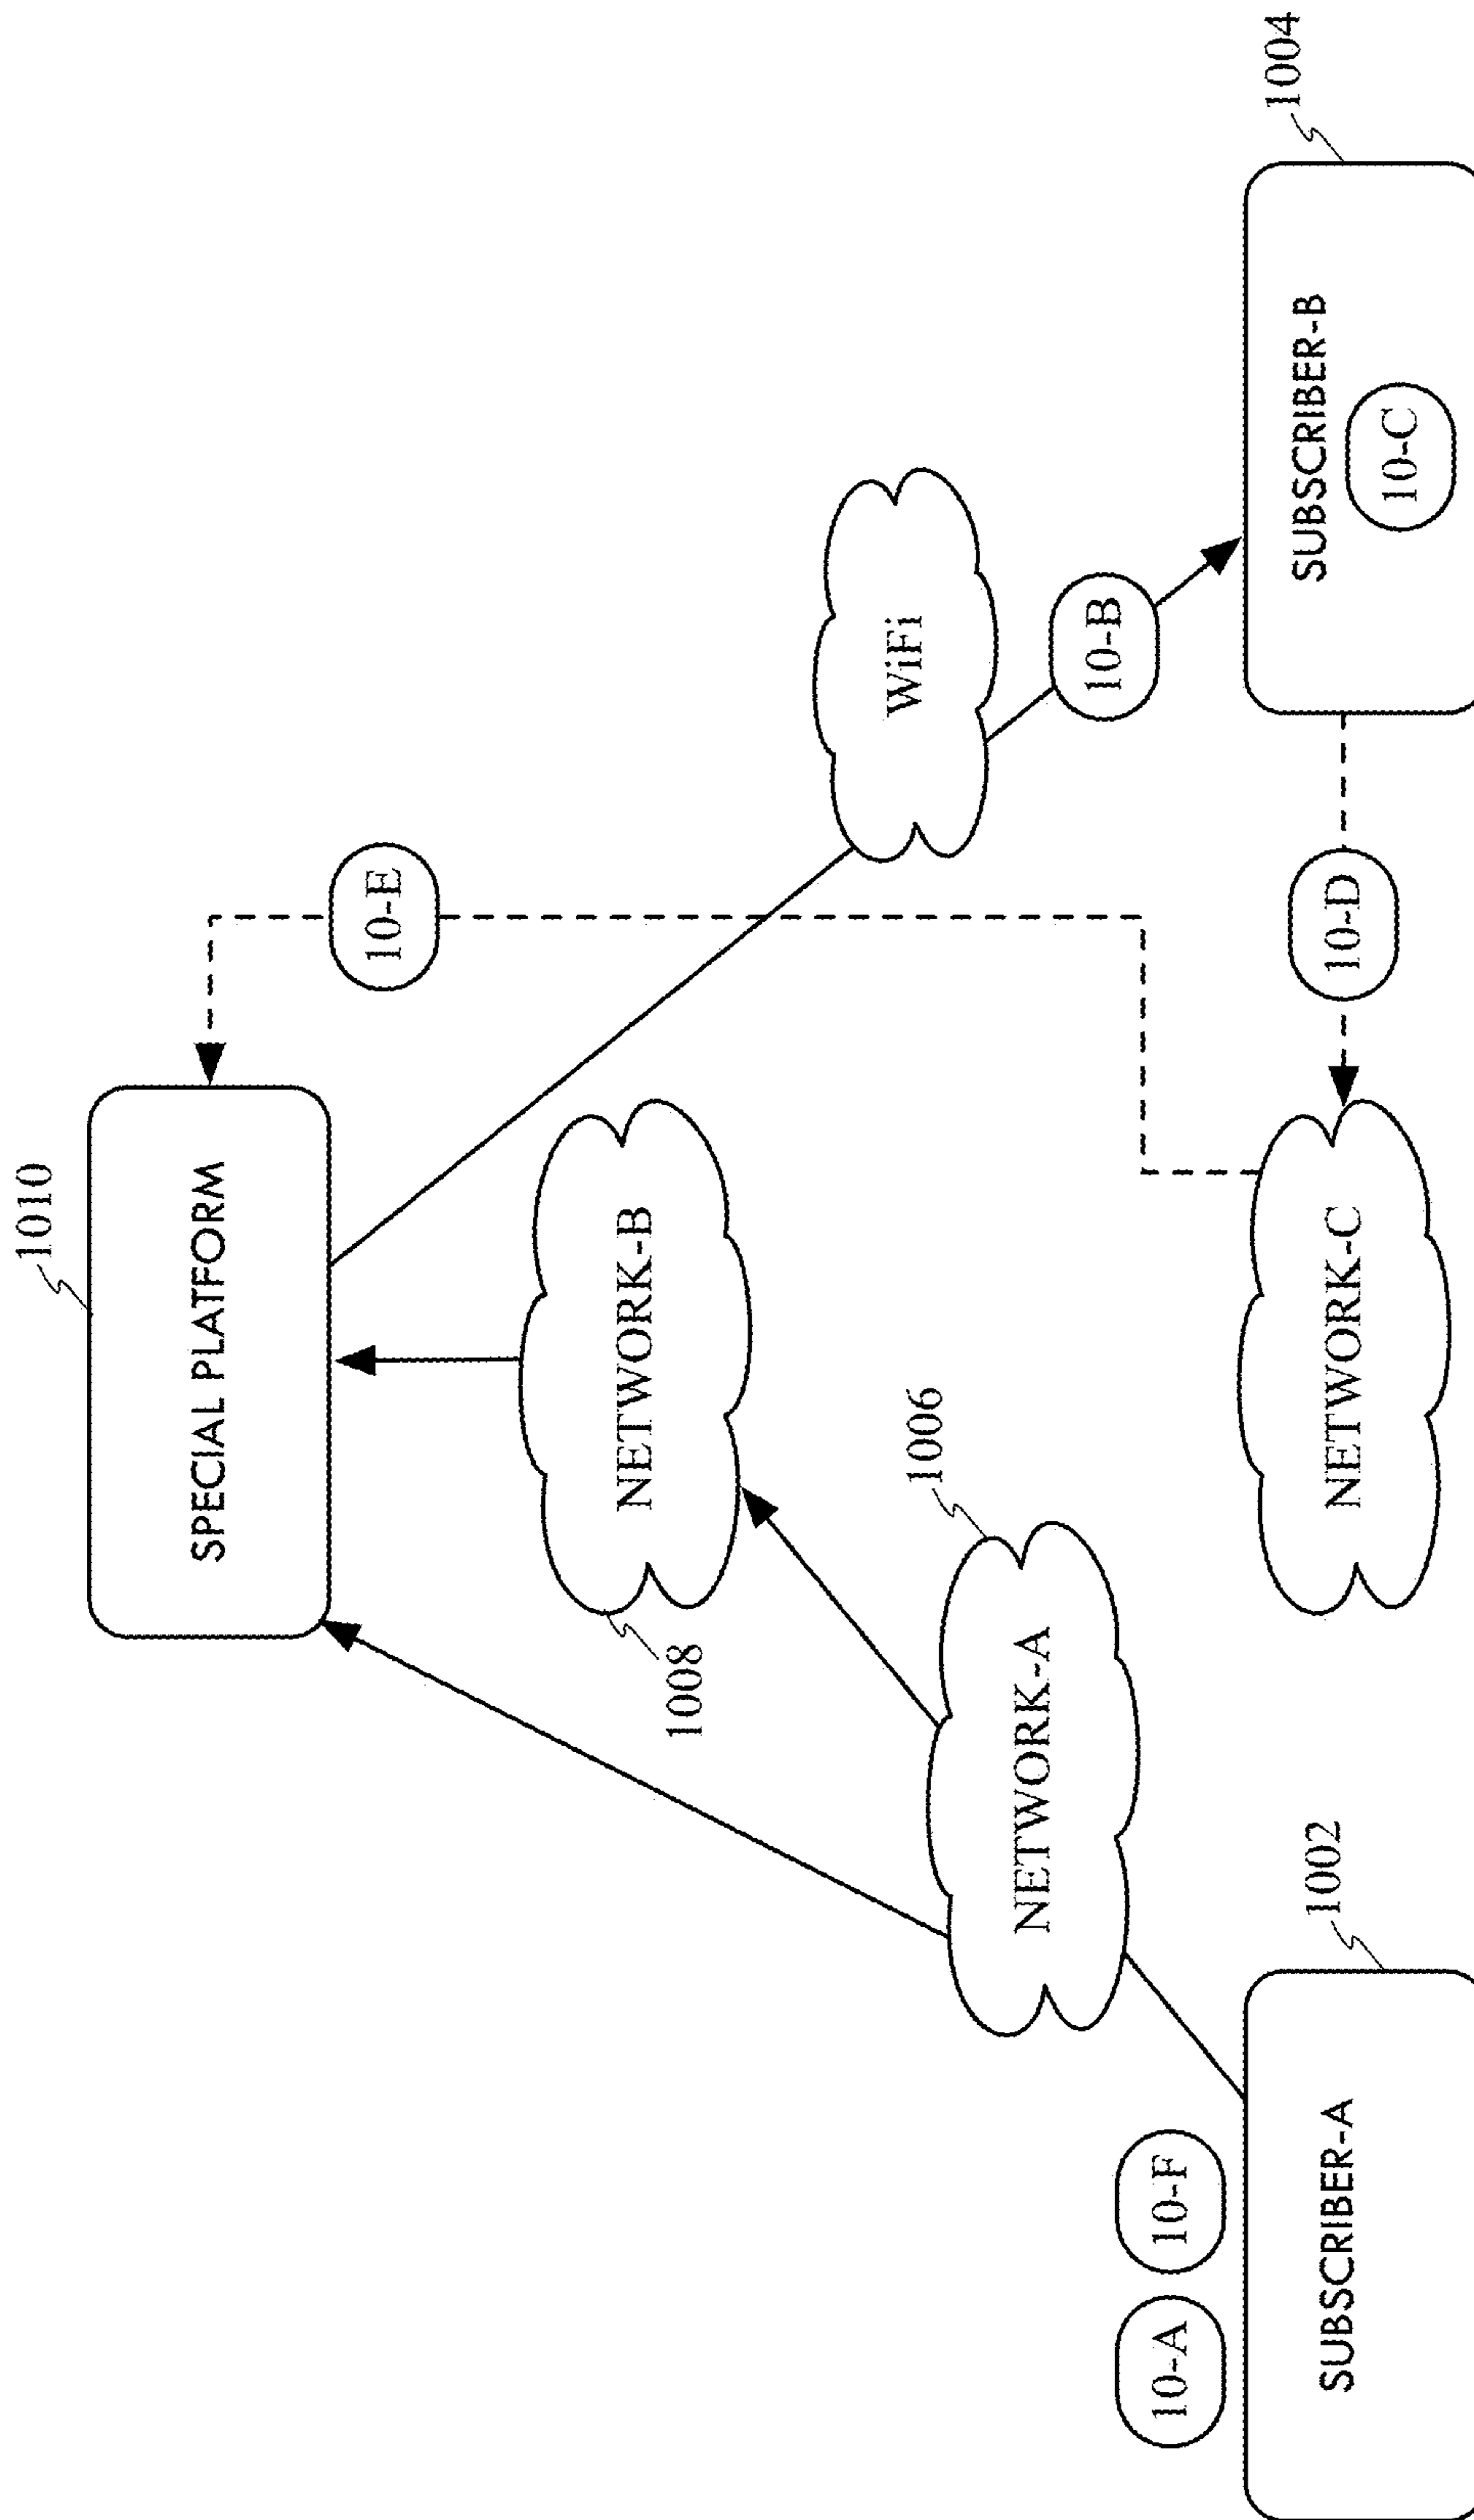 1010
SPECIAL PLATFORM
10-E
1008
NETWORK-B
WiFi
1006
NETWORK-A
10-B
10-A
10-F
1002
1004
SUBSCRIBER-A
NETWORK-C
10-D
SUBSCRIBER-B
10-C